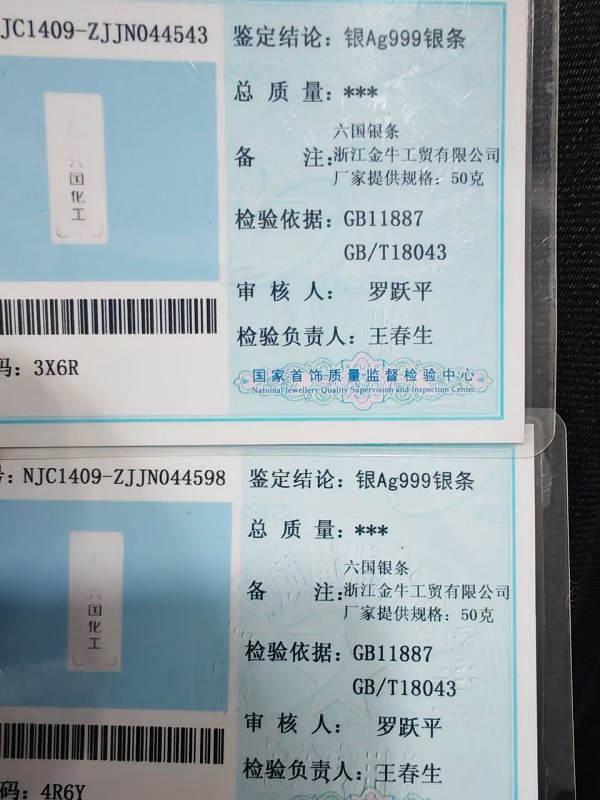 JC1409-ZJJN044543
鉴定结论：银Ag999银条
总 质 量：***
六国银条
备 注：浙江金牛工贸有限公司
厂家提供规格：50克
六国化工
检验依据：GB11887
GB/T18043
审 核 人： 罗跃平
检验负责人：王春生
码：3X6R
国家首饰质量监督检验中心
National Jewellery Quality Supervision and Inspection Center
号：NJC1409-ZJJN044598
鉴定结论：银Ag999银条
总 质 量：***
六国银条
备 注：浙江金牛工贸有限公司
厂家提供规格：50克
六国化工
检验依据：GB11887
GB/T18043
审 核 人： 罗跃平
检验负责人：王春生
码：4R6Y